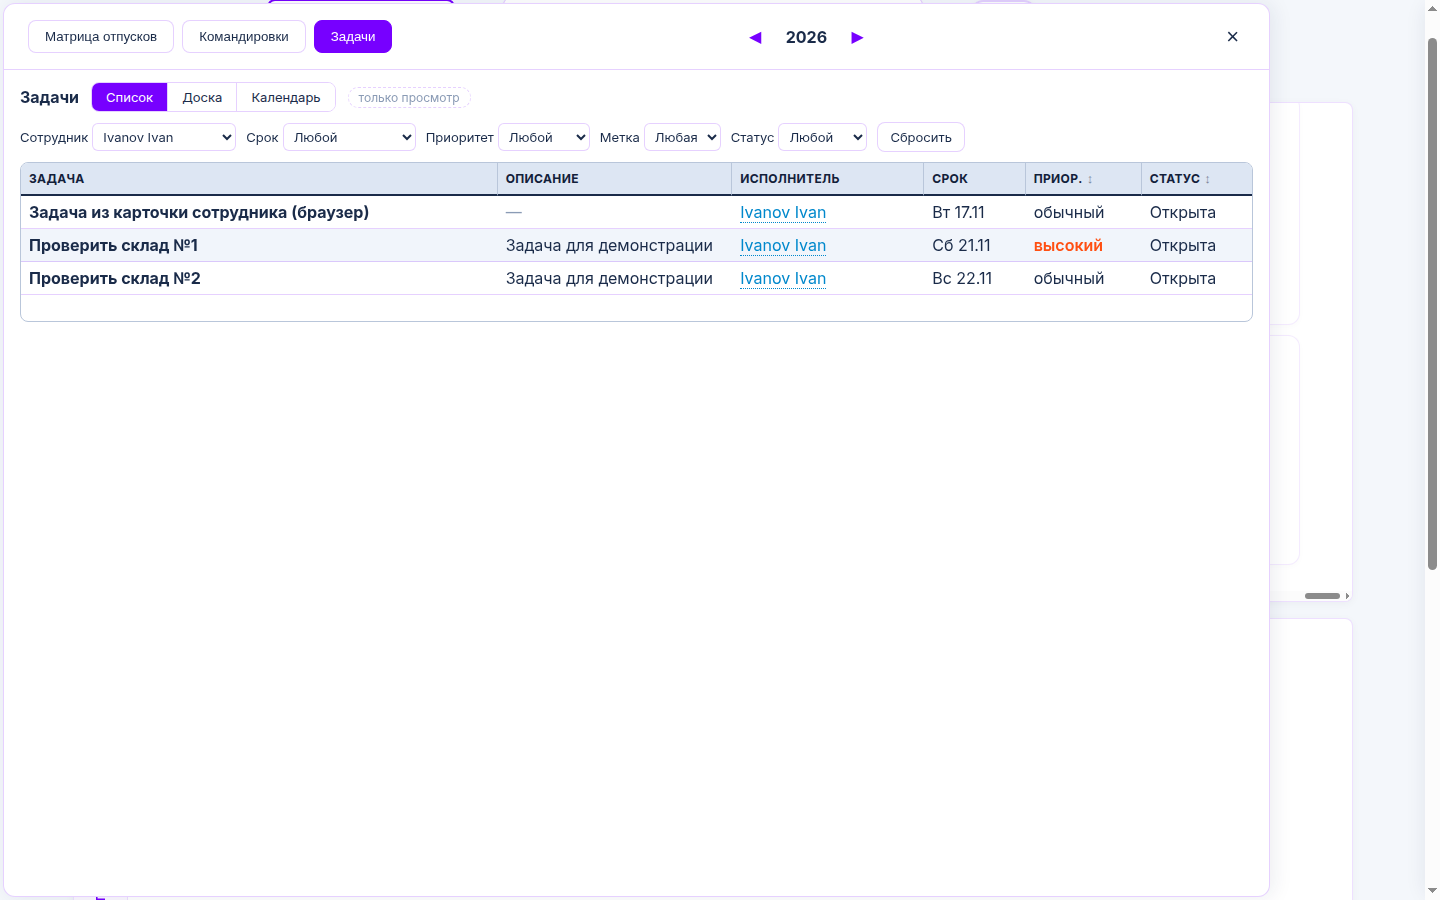 Матрица отпусков Командировки Задачи ◀ 2026 ▶ ×
Задачи Список Доска Календарь только просмотр
Сотрудник Ivanov Ivan Срок Любой Приоритет Любой Метка Любая Статус Любой Сбросить
ЗАДАЧА ОПИСАНИЕ ИСПОЛНИТЕЛЬ СРОК ПРИОР. ↕ СТАТУС ↕
Задача из карточки сотрудника (браузер) — Ivanov Ivan Вт 17.11 обычный Открыта
Проверить склад №1 Задача для демонстрации Ivanov Ivan Сб 21.11 высокий Открыта
Проверить склад №2 Задача для демонстрации Ivanov Ivan Вс 22.11 обычный Открыта